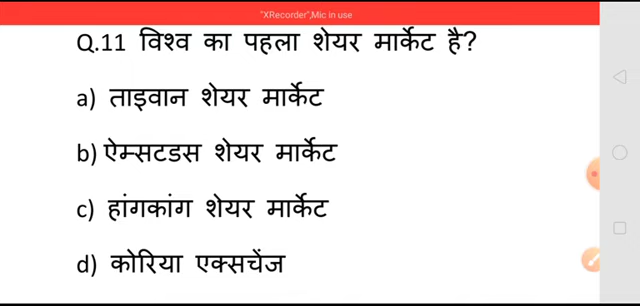 "XRecorder",Mic in use
Q.11 विश्व का पहला शेयर मार्केट है?
a) ताइवान शेयर मार्केट
b) ऐम्सटडस शेयर मार्केट
c) हांगकांग शेयर मार्केट
d) कोरिया एक्सचेंज